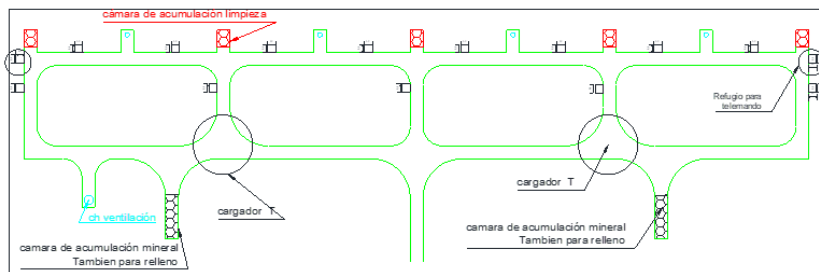 cámara de acumulación limpieza
Refugio para
telemando
cargador T
cargador T
ch ventilación
camara de acumulación mineral
Tambien para relleno
camara de acumulación mineral
Tambien para relleno